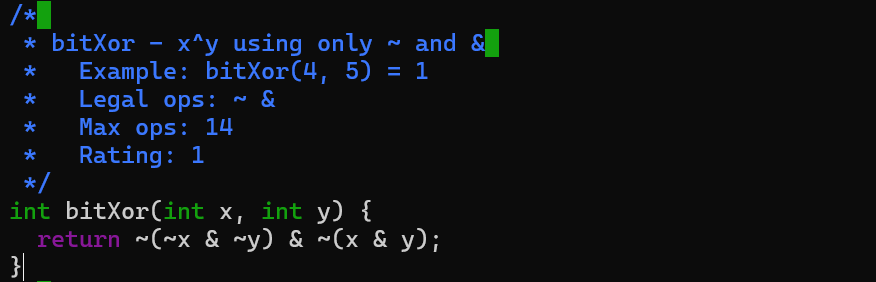 /*
 * bitXor - x^y using only ~ and &
 *   Example: bitXor(4, 5) = 1
 *   Legal ops: ~ &
 *   Max ops: 14
 *   Rating: 1
 */
int bitXor(int x, int y) {
  return ~(~x & ~y) & ~(x & y);
}